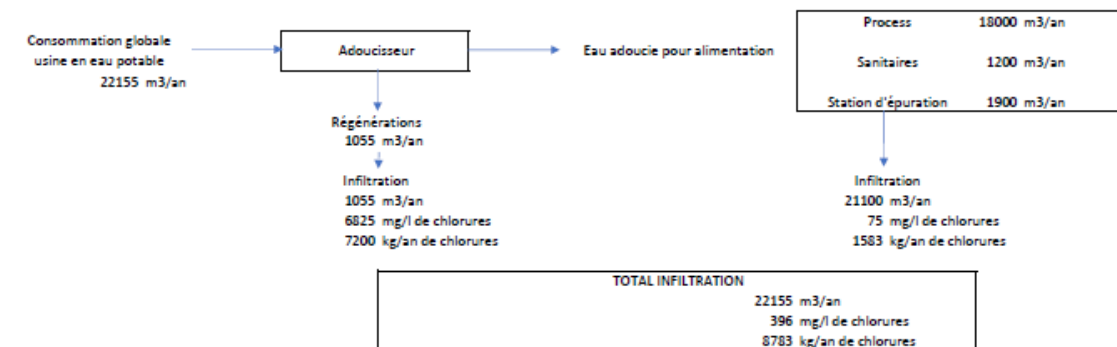 Consommation globale
usine en eau potable
22155 m3/an
Adoucisseur
Eau adoucie pour alimentation
Process 18000 m3/an
Sanitaires 1200 m3/an
Station d'épuration 1900 m3/an
Régénérations
1055 m3/an
Infiltration
1055 m3/an
6825 mg/l de chlorures
7200 kg/an de chlorures
Infiltration
21100 m3/an
75 mg/l de chlorures
1583 kg/an de chlorures
TOTAL INFILTRATION
22155 m3/an
396 mg/l de chlorures
8783 kg/an de chlorures